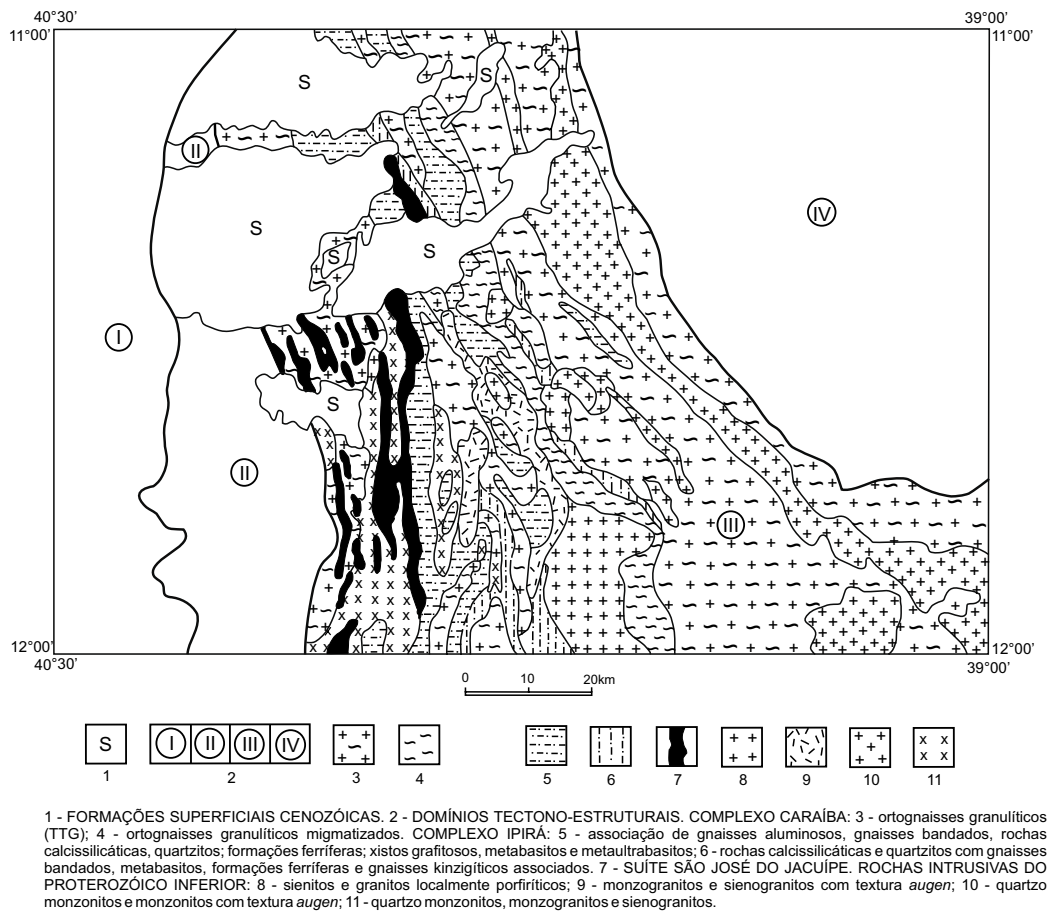 40°30’ 39°00’
11°00’ 11°00’
S S
II
S S S IV
I
S
II III
12°00’ 12°00’
40°30’ 39°00’
0 10 20km
S I II III IV
1 2 3 4 5 6 7 8 9 10 11
1 - FORMAÇÕES SUPERFICIAIS CENOZÓICAS. 2 - DOMÍNIOS TECTONO-ESTRUTURAIS. COMPLEXO CARAÍBA: 3 - ortognaisses granulíticos
(TTG); 4 - ortognaisses granulíticos migmatizados. COMPLEXO IPIRÁ: 5 - associação de gnaisses aluminosos, gnaisses bandados, rochas
calcissilicáticas, quartzitos; formações ferríferas; xistos grafitosos, metabasitos e metaultrabasitos; 6 - rochas calcissilicáticas e quartzitos com gnaisses
bandados, metabasitos, formações ferríferas e gnaisses kinzigíticos associados. 7 - SUÍTE SÃO JOSÉ DO JACUÍPE. ROCHAS INTRUSIVAS DO
PROTEROZÓICO INFERIOR: 8 - sienitos e granitos localmente porfiríticos; 9 - monzogranitos e sienogranitos com textura augen; 10 - quartzo
monzonitos e monzonitos com textura augen; 11 - quartzo monzonitos, monzogranitos e sienogranitos.